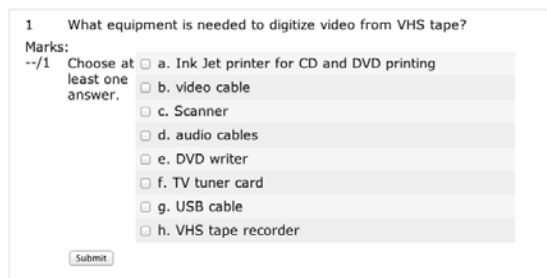 1 What equipment is needed to digitize video from VHS tape?
Marks:
--/1 Choose at least one answer.
a. Ink Jet printer for CD and DVD printing
b. video cable
c. Scanner
d. audio cables
e. DVD writer
f. TV tuner card
g. USB cable
h. VHS tape recorder
Submit